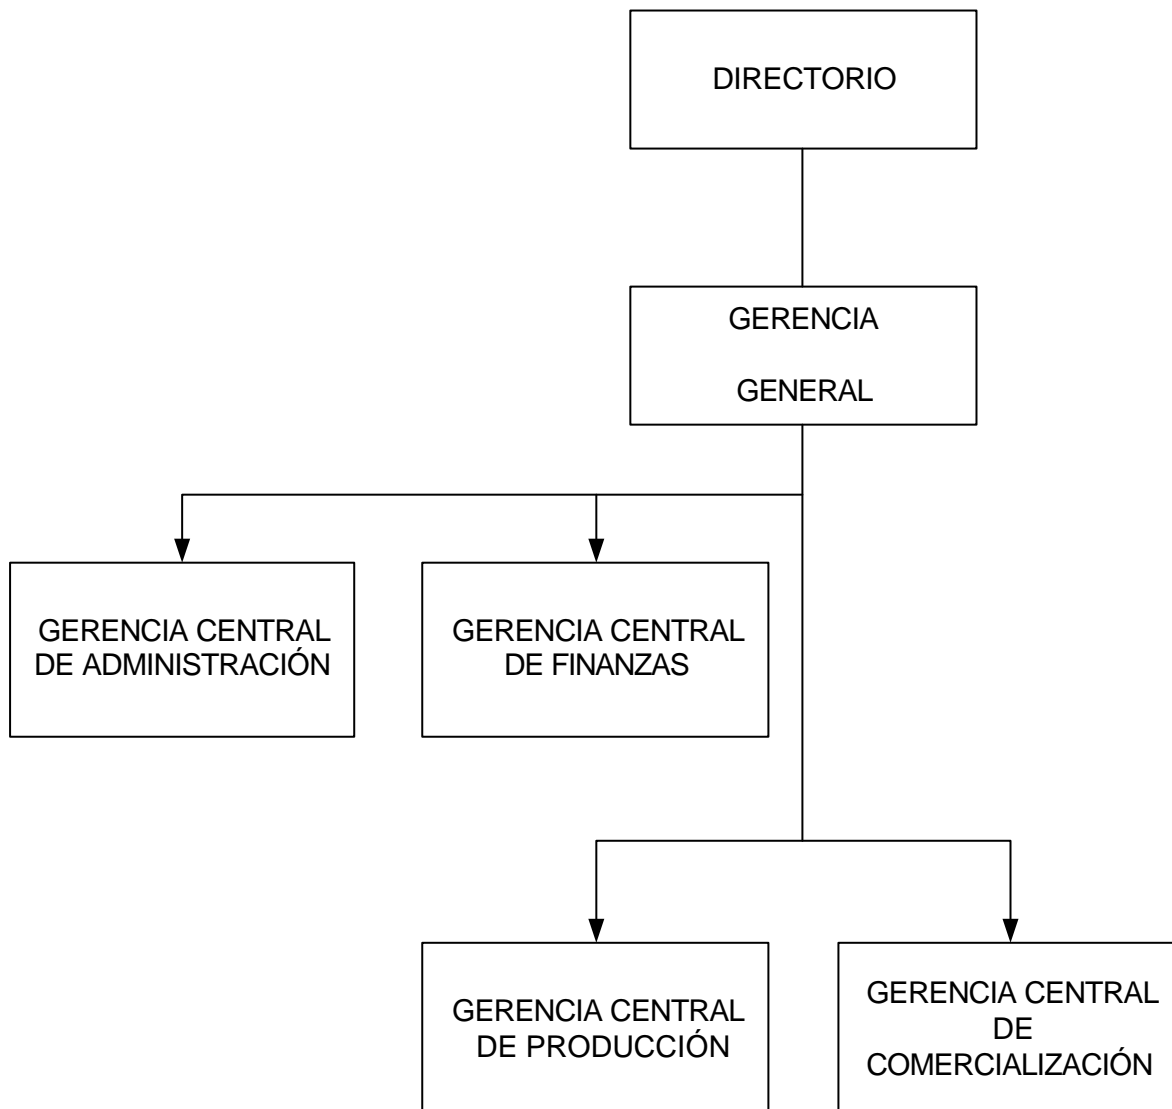 DIRECTORIO
GERENCIA
GENERAL
GERENCIA CENTRAL
DE ADMINISTRACIÓN
GERENCIA CENTRAL
DE FINANZAS
GERENCIA CENTRAL
DE PRODUCCIÓN
GERENCIA CENTRAL
DE
COMERCIALIZACIÓN